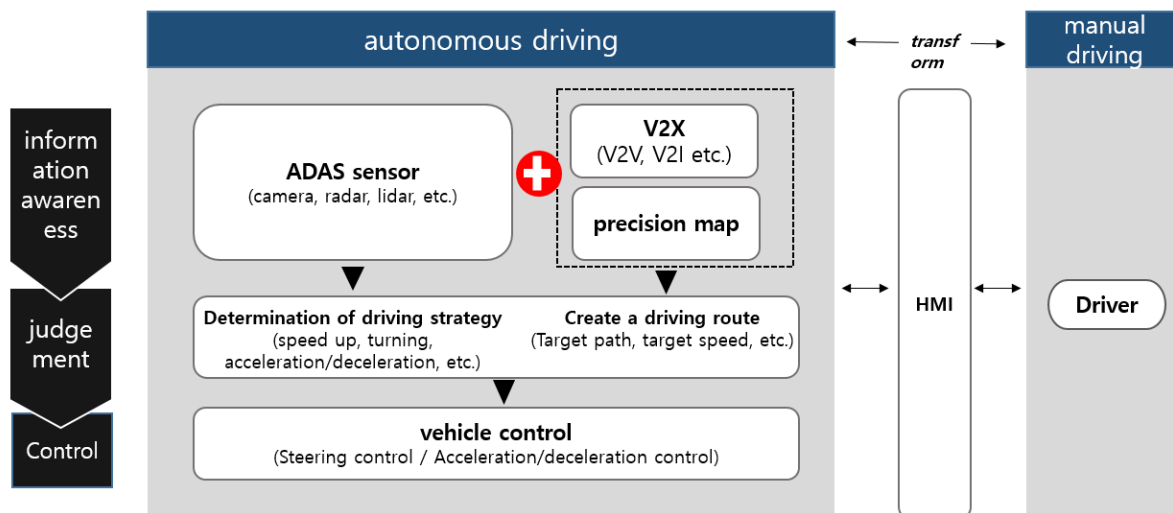 autonomous driving
transf
orm
manual
driving
inform
ation
awaren
ess
judge
ment
Control
ADAS sensor
(camera, radar, lidar, etc.)
V2X
(V2V, V2I etc.)
precision map
Determination of driving strategy
(speed up, turning,
acceleration/deceleration, etc.)
Create a driving route
(Target path, target speed, etc.)
vehicle control
(Steering control / Acceleration/deceleration control)
HMI
Driver